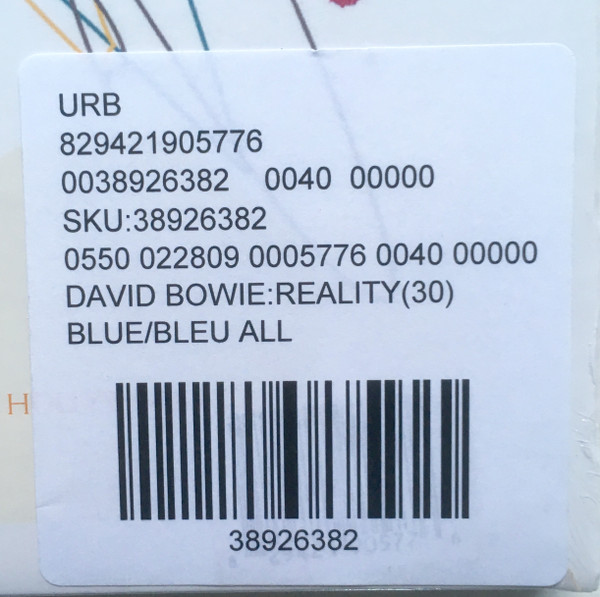 URB
829421905776
0038926382 0040 00000
SKU:38926382
0550 022809 0005776 0040 00000
DAVID BOWIE:REALITY(30)
BLUE/BLEU ALL
38926382